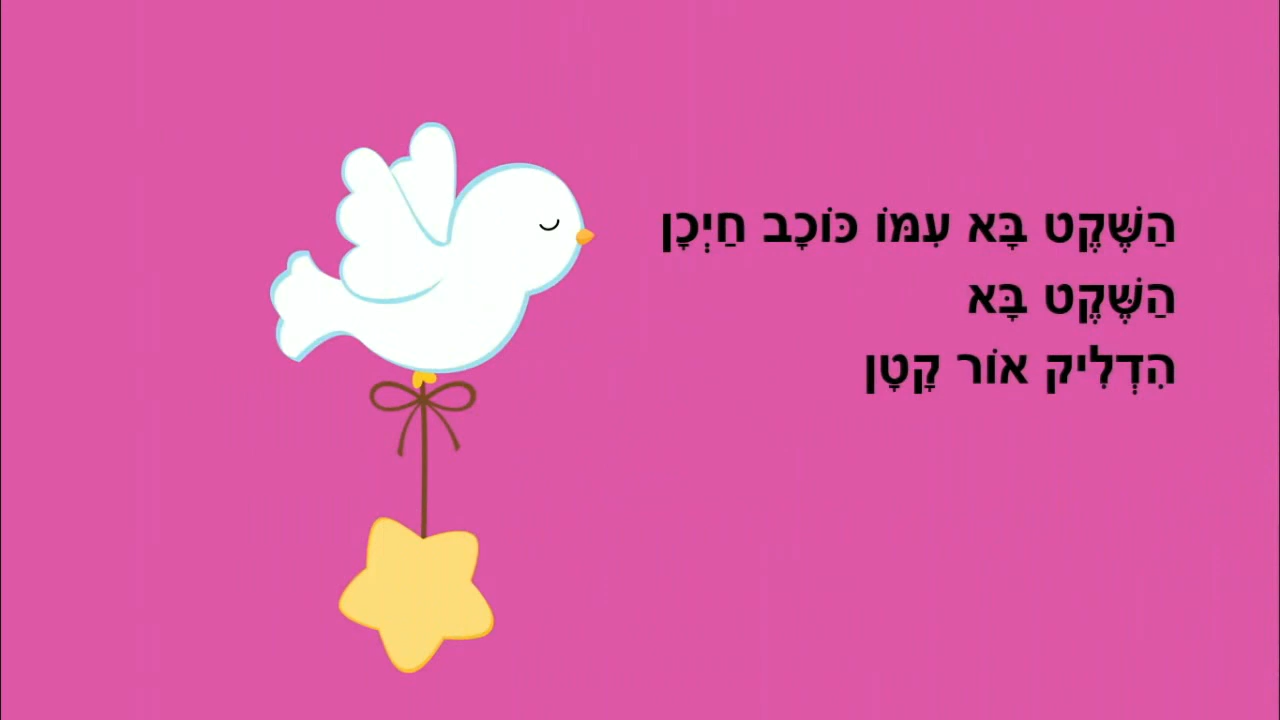 הַשֶּׁקֶט בָּא עִמּוֹ כּוֹכָב חַיְכָן
הַשֶּׁקֶט בָּא
הִדְלִיק אוֹר קָטָן